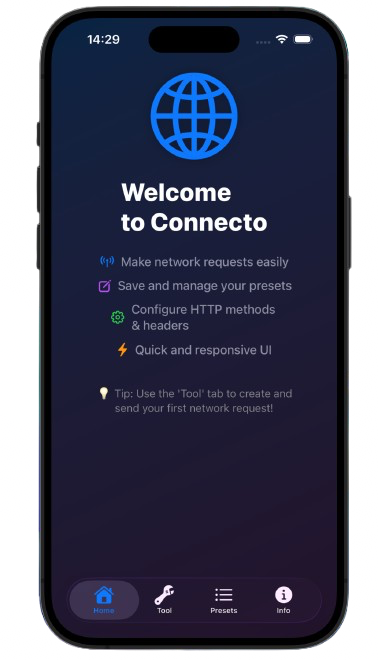 14:29
Welcome
to Connecto
Make network requests easily
Save and manage your presets
Configure HTTP methods
& headers
Quick and responsive UI
Tip: Use the 'Tool' tab to create and
send your first network request!
Home
Tool
Presets
Info